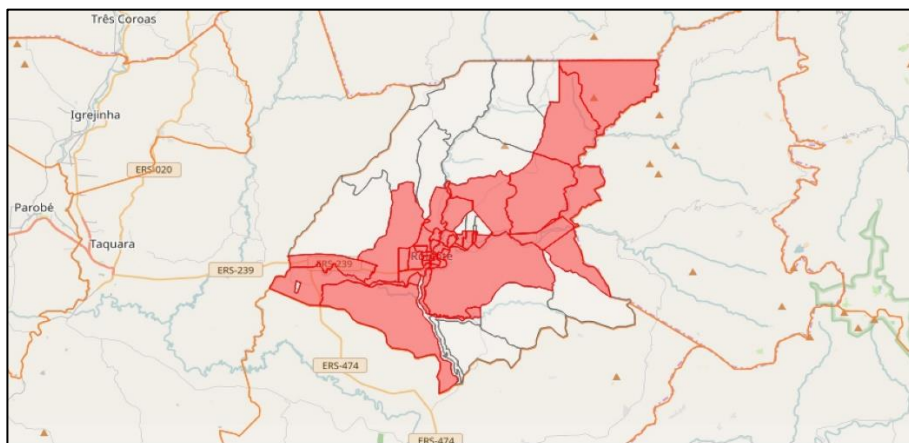 Três Coroas
Igrejinha
ERS-020
Parobé
Taquara
ERS-239
ERS-239
ERS-474
ERS-474